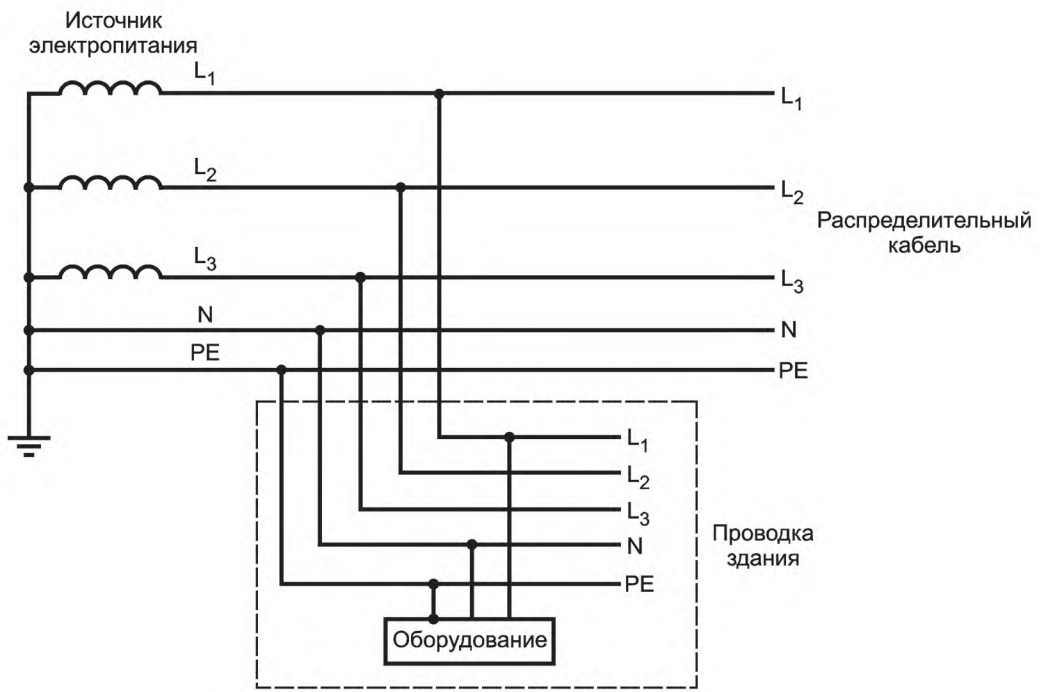 Источник
электропитания
L₁
L₁
L₂
L₂
Распределительный
кабель
L₃
L₃
N
N
PE
PE
L₁
L₂
L₃
N
PE
Проводка
здания
Оборудование